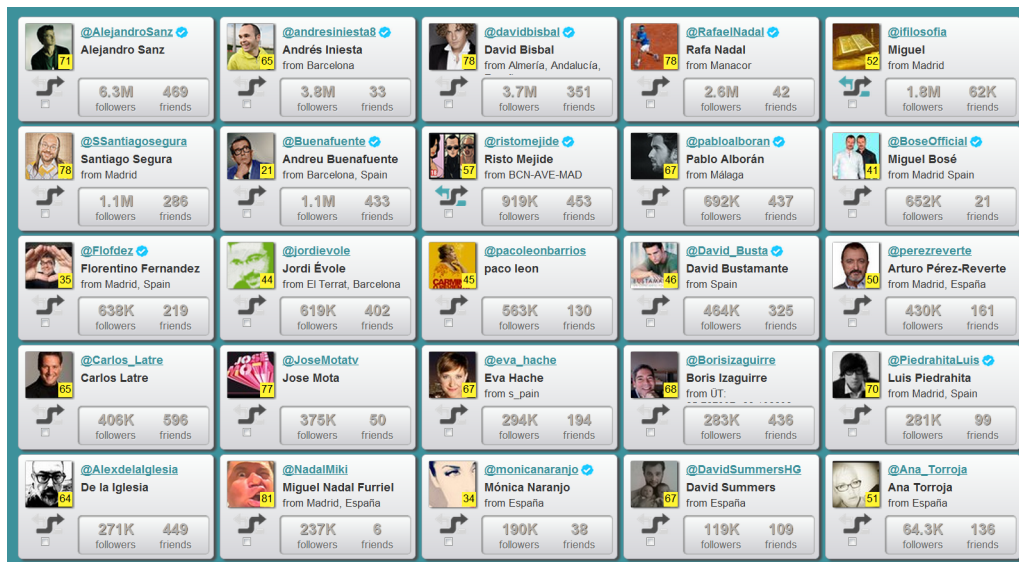 @AlejandroSanz
Alejandro Sanz
71
6.3M 469
followers friends
@andresiniesta8
Andrés Iniesta
from Barcelona
65
3.8M 33
followers friends
@davidbisbal
David Bisbal
from Almería, Andalucía,
78
3.7M 351
followers friends
@RafaelNadal
Rafa Nadal
from Manacor
78
2.6M 42
followers friends
@ifilosofia
Miguel
from Madrid
52
1.8M 62K
followers friends
@SSantiagosegura
Santiago Segura
from Madrid
78
1.1M 286
followers friends
@Buenafuente
Andreu Buenafuente
from Barcelona, Spain
21
1.1M 433
followers friends
@ristomejide
Risto Mejide
from BCN-AVE-MAD
57
919K 453
followers friends
@pabloalboran
Pablo Alborán
from Málaga
67
692K 437
followers friends
@BoseOfficial
Miguel Bosé
from Madrid Spain
41
652K 21
followers friends
@Flofdez
Florentino Fernandez
from Madrid, Spain
35
638K 219
followers friends
@jordievole
Jordi Évole
from El Terrat, Barcelona
44
619K 402
followers friends
@pacoleonbarrios
paco leon
CARMIN
45
563K 130
followers friends
@David_Busta
David Bustamante
from Spain
BUSTAMA
46
464K 325
followers friends
@perezreverte
Arturo Pérez-Reverte
from Madrid, España
50
430K 161
followers friends
@Carlos_Latre
Carlos Latre
65
406K 596
followers friends
@JoseMotatv
Jose Mota
JOSE
MOTA
77
375K 50
followers friends
@eva_hache
Eva Hache
from s_pain
67
294K 194
followers friends
@Borisizaguirre
Boris Izaguirre
from ÜT:
68
283K 436
followers friends
@PiedrahitaLuis
Luis Piedrahita
from Madrid, Spain
70
281K 99
followers friends
@AlexdelaIglesia
De la Iglesia
64
271K 449
followers friends
@NadalMiki
Miguel Nadal Furriel
from Madrid, España
81
237K 6
followers friends
@monicanaranjo
Mónica Naranjo
from España
34
190K 38
followers friends
@DavidSummersHG
David Summers
from España
67
119K 109
followers friends
@Ana_Torroja
Ana Torroja
from España
51
64.3K 136
followers friends